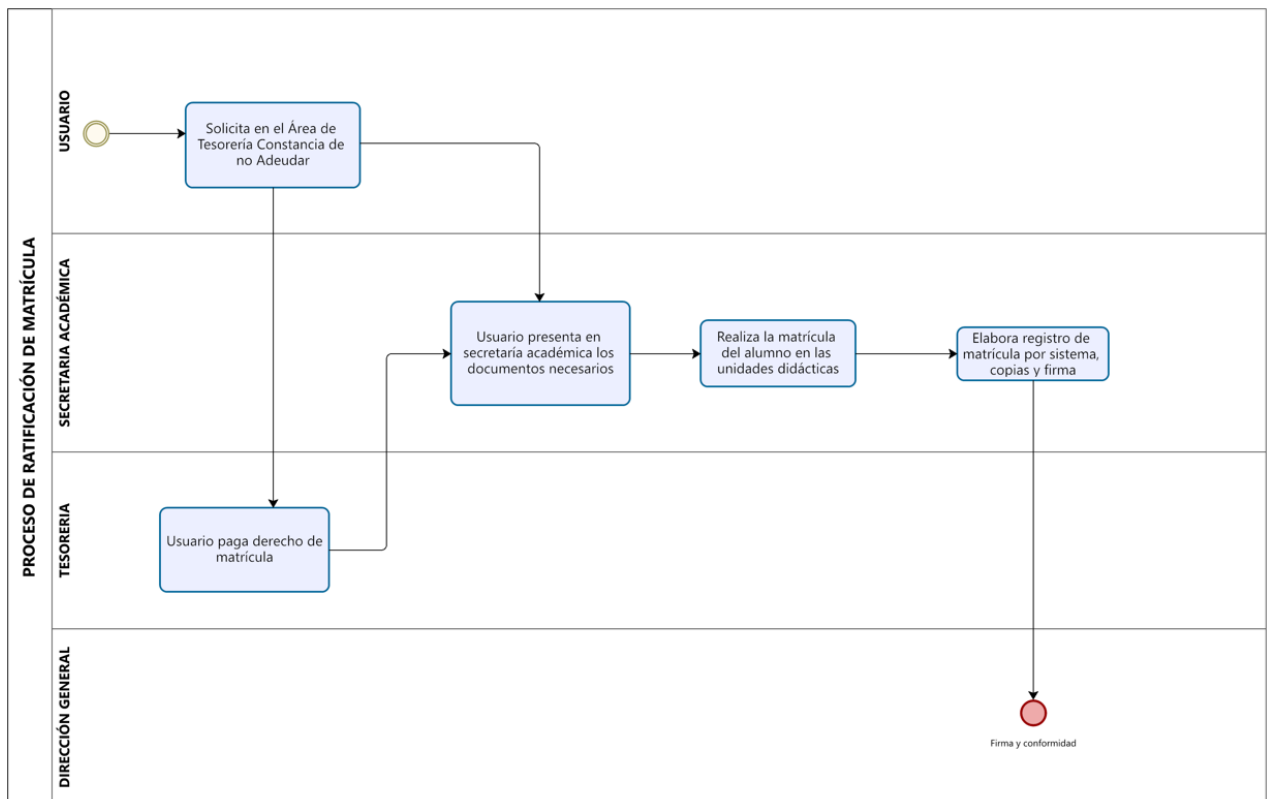 PROCESO DE RATIFICACIÓN DE MATRÍCULA
USUARIO
Solicita en el Área de
Tesorería Constancia de
no Adeudar
SECRETARIA ACADÉMICA
Usuario presenta en
secretaría académica los
documentos necesarios
Realiza la matrícula
del alumno en las
unidades didácticas
Elabora registro de
matrícula por sistema,
copias y firma
TESORERIA
Usuario paga derecho de
matrícula
DIRECCIÓN GENERAL
Firma y conformidad